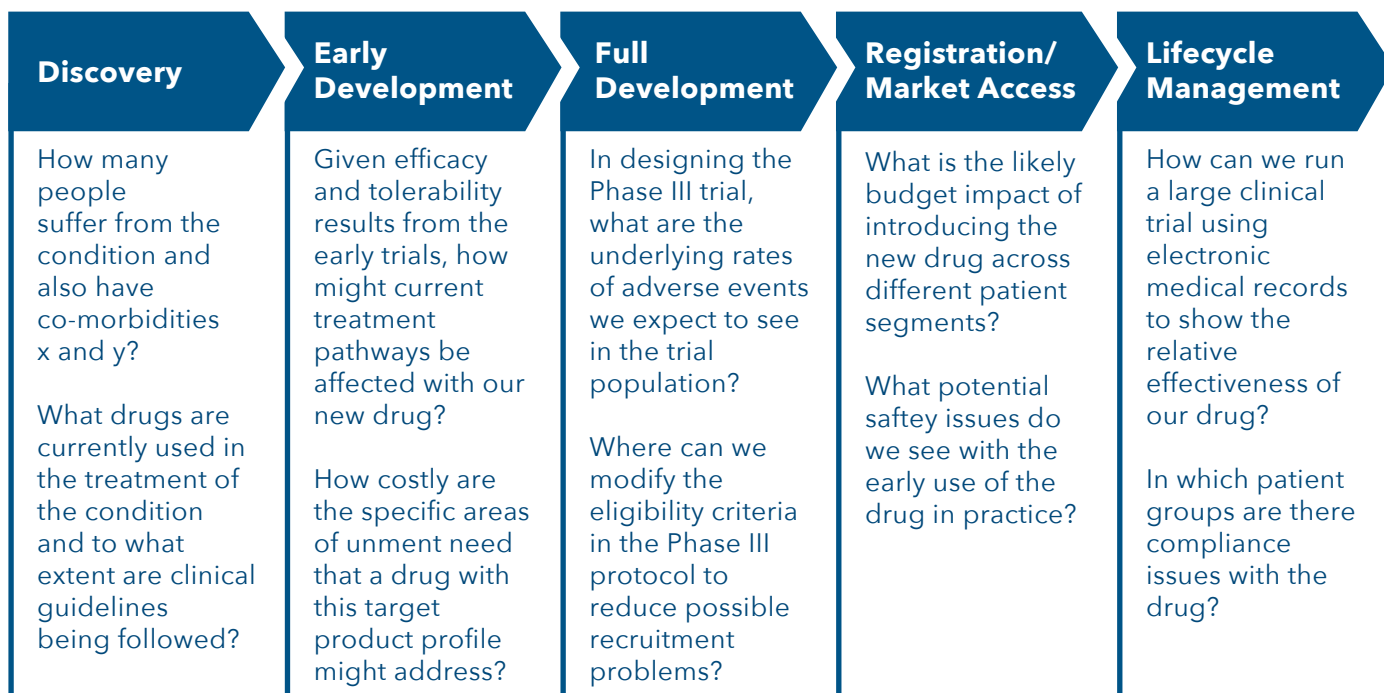 Discovery
How many
people
suffer from the
condition and
also have
co-morbidities
x and y?
What drugs are
currently used in
the treatment of
the condition
and to what
extent are clinical
guidelines
being followed?
Early
Development
Given efficacy
and tolerability
results from the
early trials, how
might current
treatment
pathways be
affected with our
new drug?
How costly are
the specific areas
of unment need
that a drug with
this target
product profile
might address?
Full
Development
In designing the
Phase III trial,
what are the
underlying rates
of adverse events
we expect to see
in the trial
population?
Where can we
modify the
eligibility criteria
in the Phase III
protocol to
reduce possible
recruitment
problems?
Registration/
Market Access
What is the likely
budget impact of
introducing the
new drug across
different patient
segments?
What potential
saftey issues do
we see with the
early use of the
drug in practice?
Lifecycle
Management
How can we run
a large clinical
trial using
electronic
medical records
to show the
relative
effectiveness of
our drug?
In which patient
groups are there
compliance
issues with the
drug?